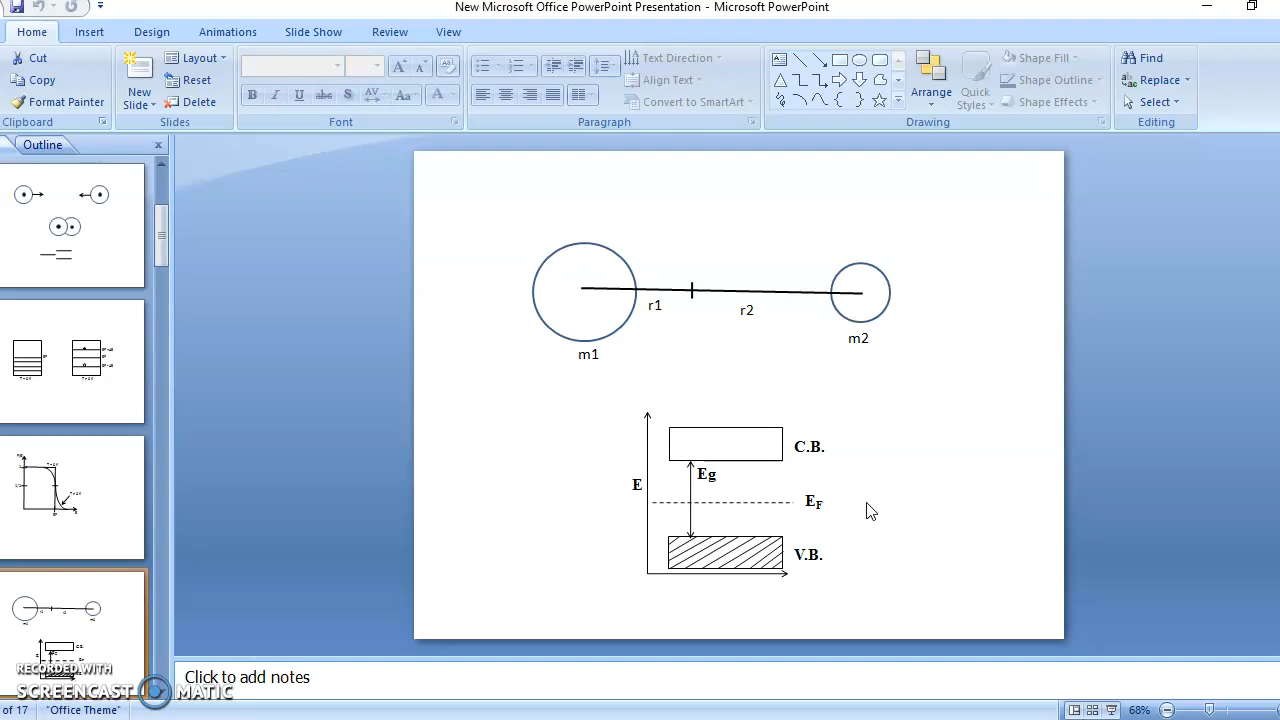 New Microsoft Office PowerPoint Presentation - Microsoft PowerPoint
Home Insert Design Animations Slide Show Review View
Cut
Copy
Format Painter
Clipboard
New Slide
Layout
Reset
Delete
Slides
B I U abc S AV Aa A
Font
Paragraph
Text Direction
Align Text
Convert to SmartArt
Arrange
Quick Styles
Shape Fill
Shape Outline
Shape Effects
Drawing
Find
Replace
Select
Editing
Outline
r1
r2
m1
m2
C.B.
Eg
E
EF
V.B.
RECORDED WITH
SCREENCAST MATIC
Click to add notes
of 17 "Office Theme"
68%